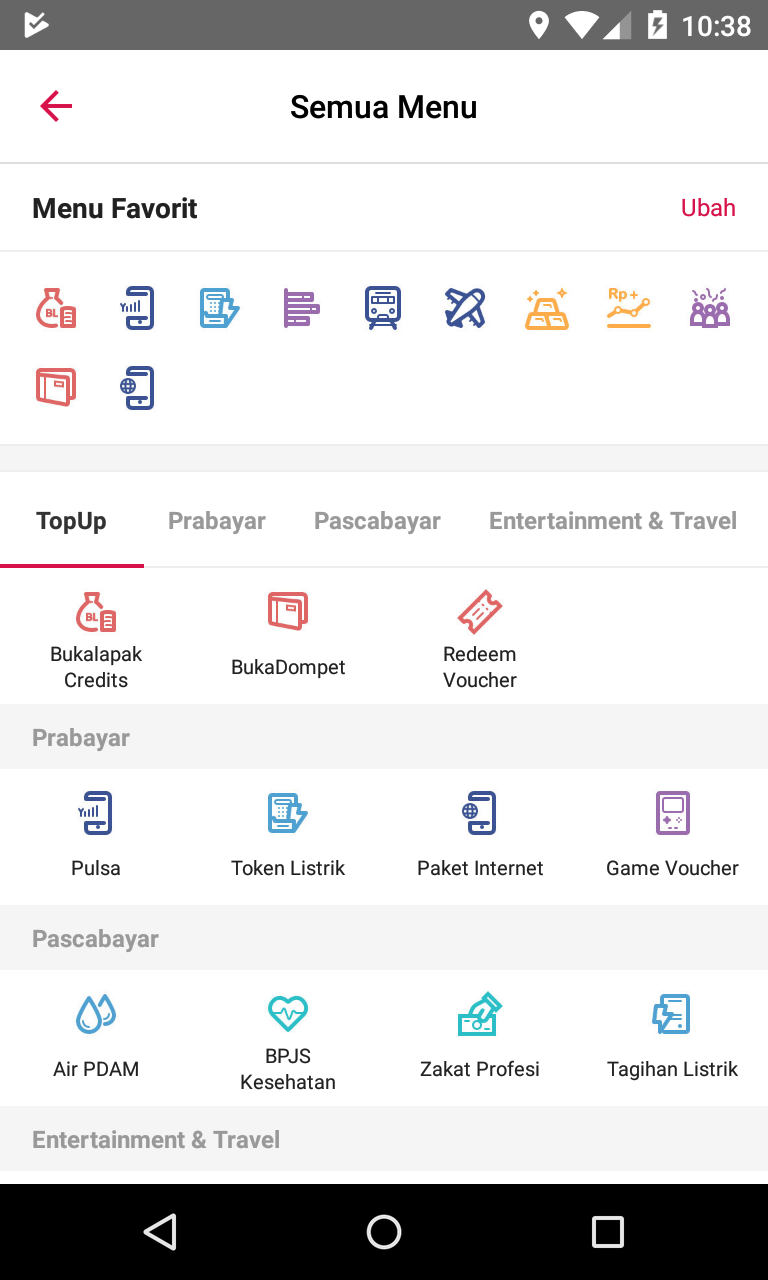 10:38
Semua Menu
Menu Favorit
Ubah
BL
Rp+
TopUp
Prabayar
Pascabayar
Entertainment & Travel
BL
Bukalapak
Credits
BukaDompet
Redeem
Voucher
Prabayar
Pulsa
Token Listrik
Paket Internet
Game Voucher
Pascabayar
Air PDAM
BPJS
Kesehatan
Zakat Profesi
Tagihan Listrik
Entertainment & Travel